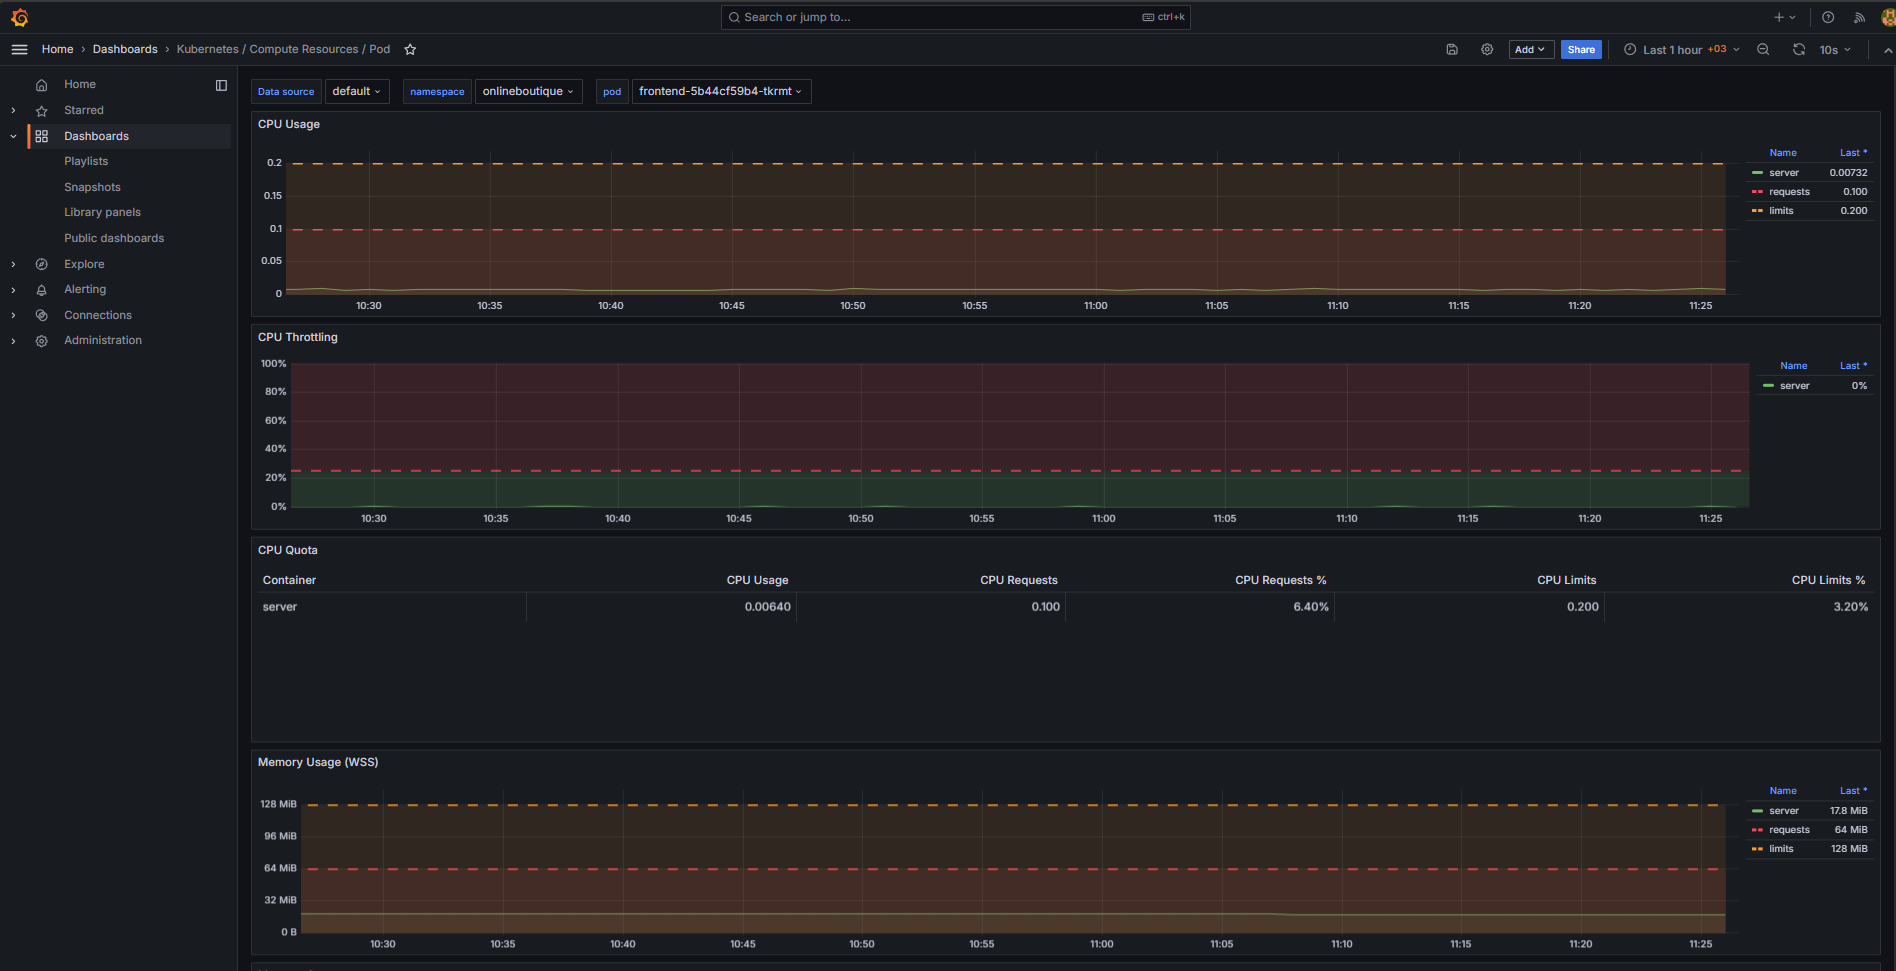 Search or jump to...
ctrl+k
Home › Dashboards › Kubernetes / Compute Resources / Pod
Add
Share
Last 1 hour +03
10s
Home
Starred
Dashboards
Playlists
Snapshots
Library panels
Public dashboards
Explore
Alerting
Connections
Administration
Data source default namespace onlineboutique pod frontend-5b44cf59b4-tkrmt
CPU Usage
0.2
0.15
0.1
0.05
0
10:30 10:35 10:40 10:45 10:50 10:55 11:00 11:05 11:10 11:15 11:20 11:25
Name Last *
server 0.00732
requests 0.100
limits 0.200
CPU Throttling
100%
80%
60%
40%
20%
0%
10:30 10:35 10:40 10:45 10:50 10:55 11:00 11:05 11:10 11:15 11:20 11:25
Name Last *
server 0%
CPU Quota
Container CPU Usage CPU Requests CPU Requests % CPU Limits CPU Limits %
server 0.00640 0.100 6.40% 0.200 3.20%
Memory Usage (WSS)
128 MiB
96 MiB
64 MiB
32 MiB
0 B
10:30 10:35 10:40 10:45 10:50 10:55 11:00 11:05 11:10 11:15 11:20 11:25
Name Last *
server 17.8 MiB
requests 64 MiB
limits 128 MiB